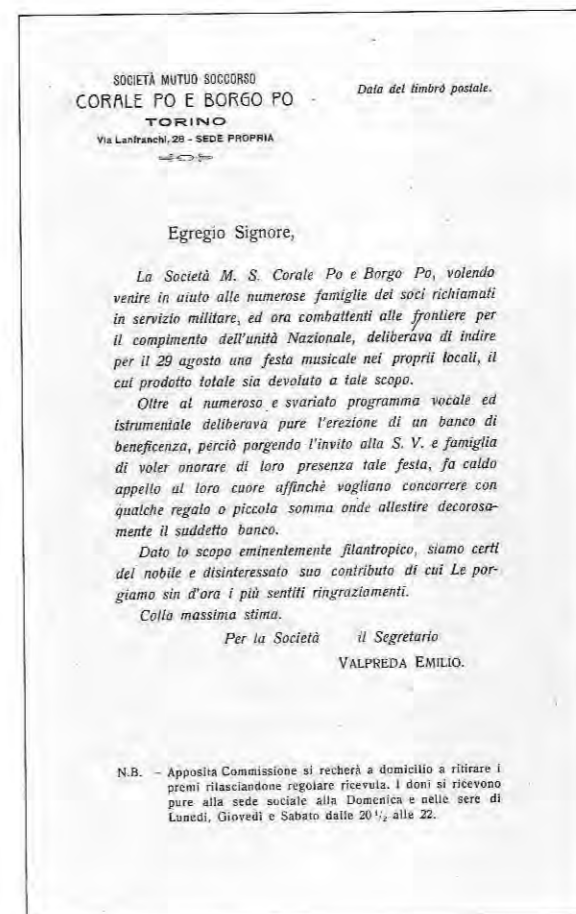 SOCIETÀ MUTUO SOCCORSO
CORALE PO E BORGO PO
TORINO
Via Lanfranchi, 28 - SEDE PROPRIA
Data del timbro postale.
Egregio Signore,
La Società M. S. Corale Po e Borgo Po, volendo
venire in aiuto alle numerose famiglie dei soci richiamati
in servizio militare, ed ora combattenti alle frontiere per
il compimento dell'unità Nazionale, deliberava di indire
per il 29 agosto una festa musicale nei proprii locali, il
cui prodotto totale sia devoluto a tale scopo.
Oltre al numeroso e svariato programma vocale ed
istrumentale deliberava pure l'erezione di un banco di
beneficenza, perciò porgendo l'invito alla S. V. e famiglia
di voler onorare di loro presenza tale festa, fa caldo
appello al loro cuore affinchè vogliano concorrere con
qualche regalo o piccola somma onde allestire decorosa-
mente il suddetto banco.
Dato lo scopo eminentemente filantropico, siamo certi
del nobile e disinteressato suo contributo di cui Le por-
giamo sin d'ora i più sentiti ringraziamenti.
Colla massima stima.
Per la Società il Segretario
VALPREDA EMILIO.
N.B. - Apposita Commissione si recherà a domicilio a ritirare i
premi rilasciandone regolare ricevuta. I doni si ricevono
pure alla sede sociale alla Domenica e nelle sere di
Lunedì, Giovedì e Sabato dalle 20 1/2 alle 22.